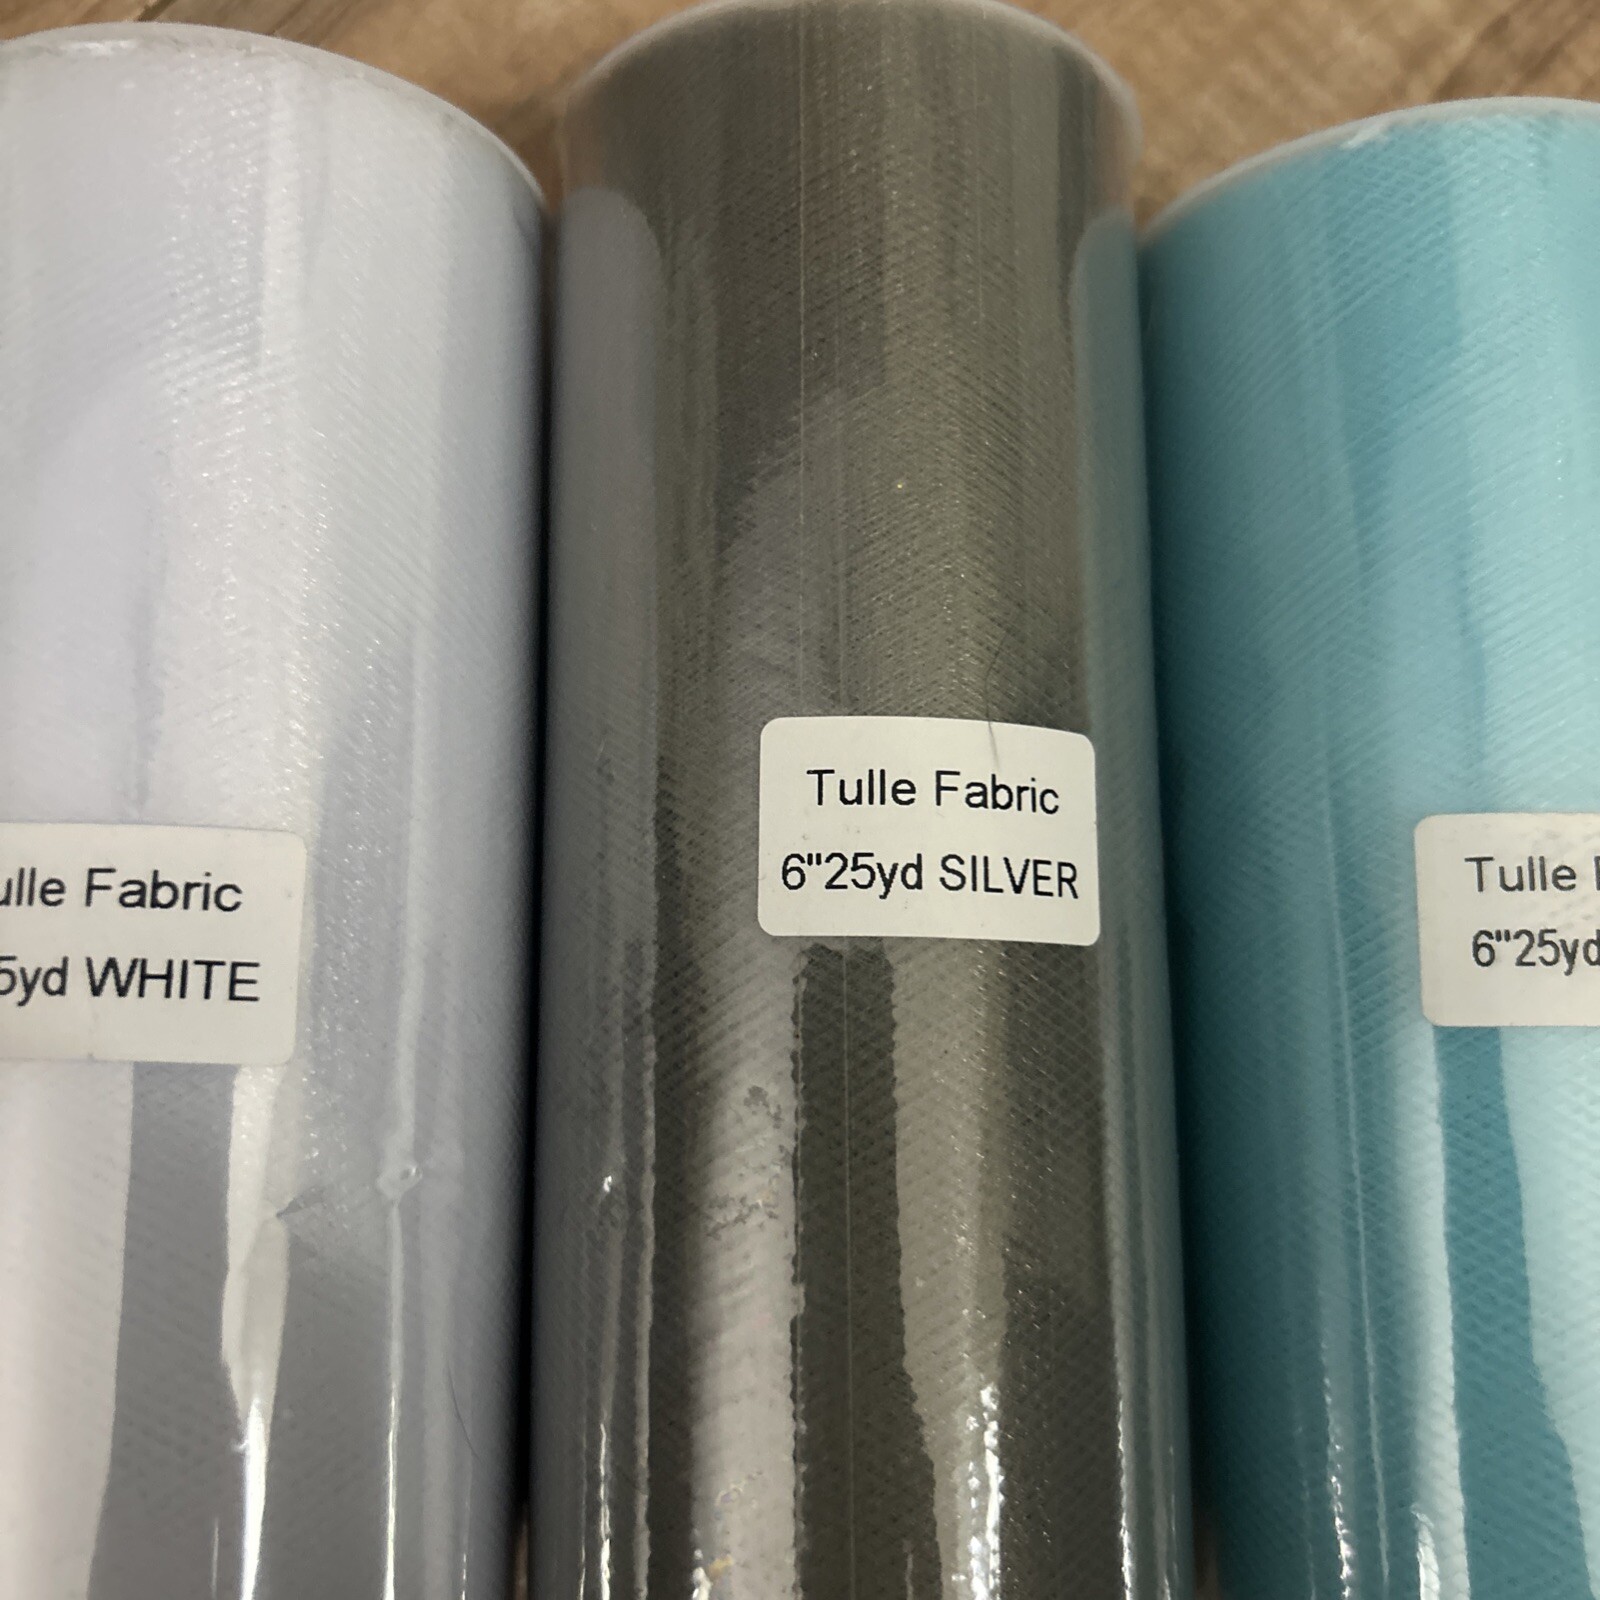 ulle Fabric
5yd WHITE
Tulle Fabric
6"25yd SILVER
Tulle
6"25yd